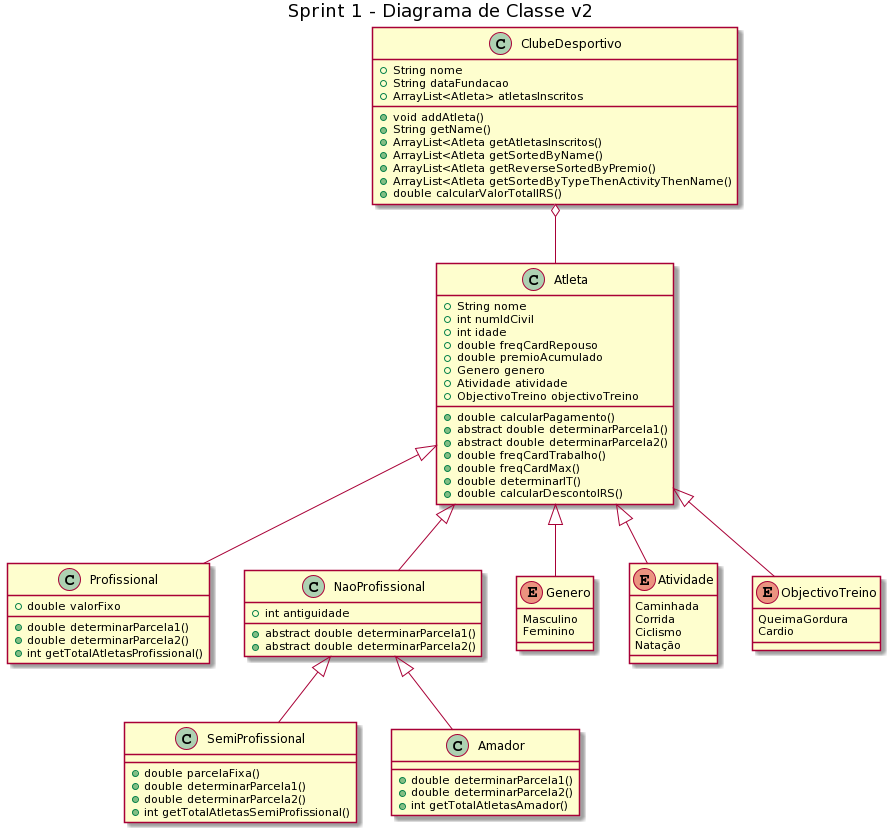 Sprint 1 - Diagrama de Classe v2
C ClubeDesportivo
String nome
String dataFundacao
ArrayList<Atleta> atletasInscritos
void addAtleta()
String getName()
ArrayList<Atleta getAtletasInscritos()
ArrayList<Atleta getSortedByName()
ArrayList<Atleta getReverseSortedByPremio()
ArrayList<Atleta getSortedByTypeThenActivityThenName()
double calcularValorTotalIRS()
C Atleta
String nome
int numIdCivil
int idade
double freqCardRepouso
double premioAcumulado
Genero genero
Atividade atividade
ObjectivoTreino objectivoTreino
double calcularPagamento()
abstract double determinarParcela1()
abstract double determinarParcela2()
double freqCardTrabalho()
double freqCardMax()
double determinarIT()
double calcularDescontoIRS()
C Profissional
double valorFixo
double determinarParcela1()
double determinarParcela2()
int getTotalAtletasProfissional()
C NaoProfissional
int antiguidade
abstract double determinarParcela1()
abstract double determinarParcela2()
E Genero
Masculino
Feminino
E Atividade
Caminhada
Corrida
Ciclismo
Natação
E ObjectivoTreino
QueimaGordura
Cardio
C SemiProfissional
double parcelaFixa()
double determinarParcela1()
double determinarParcela2()
int getTotalAtletasSemiProfissional()
C Amador
double determinarParcela1()
double determinarParcela2()
int getTotalAtletasAmador()